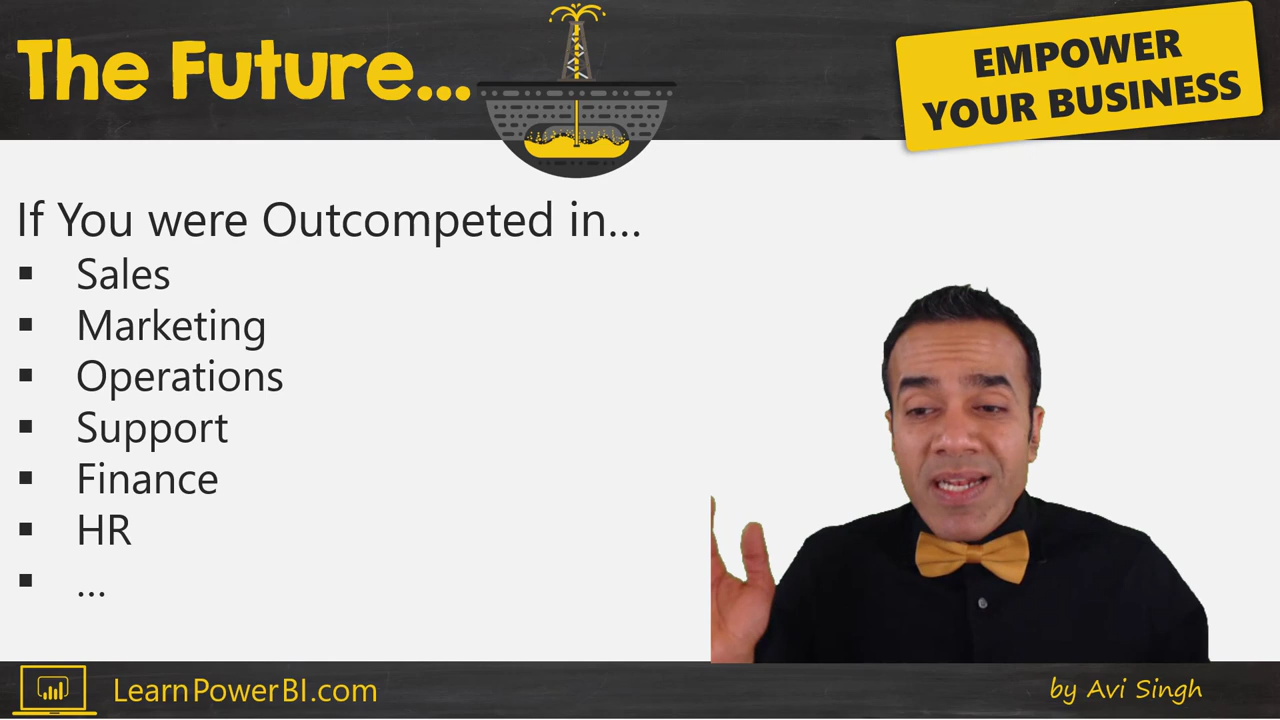 The Future...
EMPOWER
YOUR BUSINESS
If You were Outcompeted in...
▪ Sales
▪ Marketing
▪ Operations
▪ Support
▪ Finance
▪ HR
▪ ...
LearnPowerBI.com
by Avi Singh